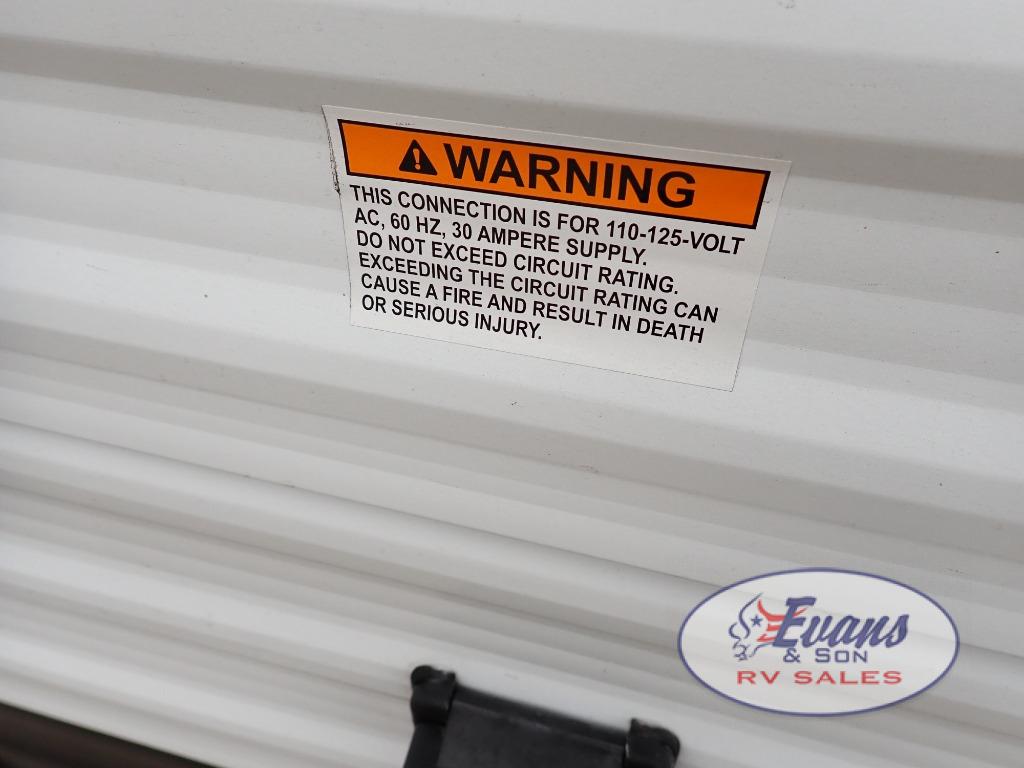 WARNING
THIS CONNECTION IS FOR 110-125-VOLT
AC, 60 HZ, 30 AMPERE SUPPLY.
DO NOT EXCEED CIRCUIT RATING.
EXCEEDING THE CIRCUIT RATING CAN
CAUSE A FIRE AND RESULT IN DEATH
OR SERIOUS INJURY.
Evans
& SON
RV SALES